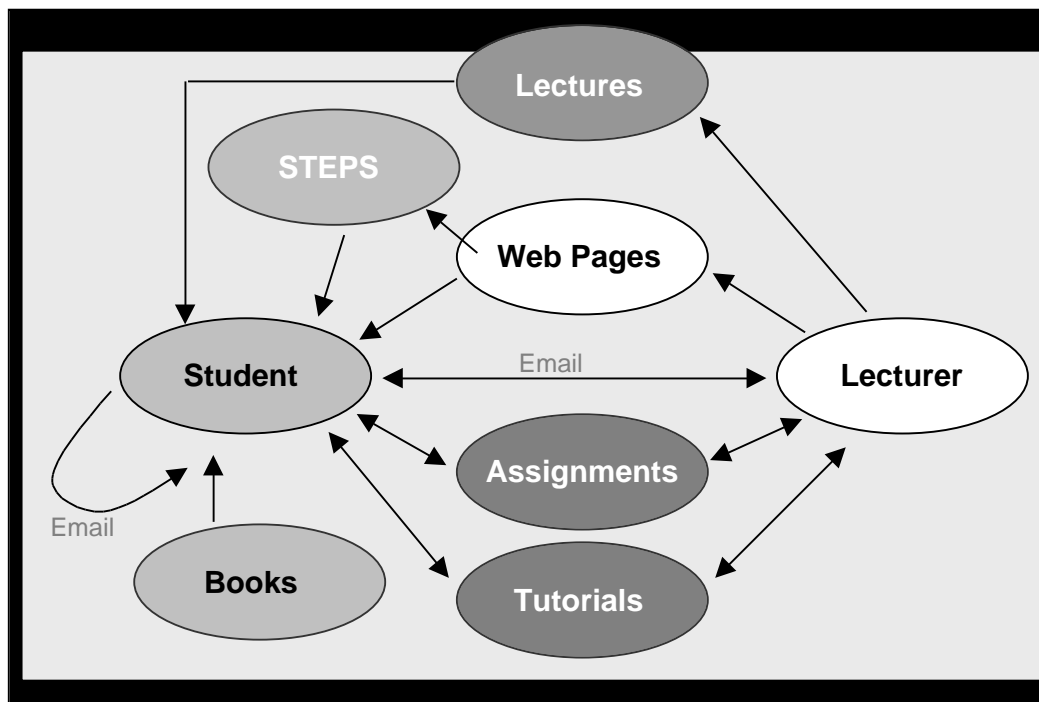 Lectures
STEPS
Web Pages
Student
Email
Lecturer
Assignments
Email
Books
Tutorials